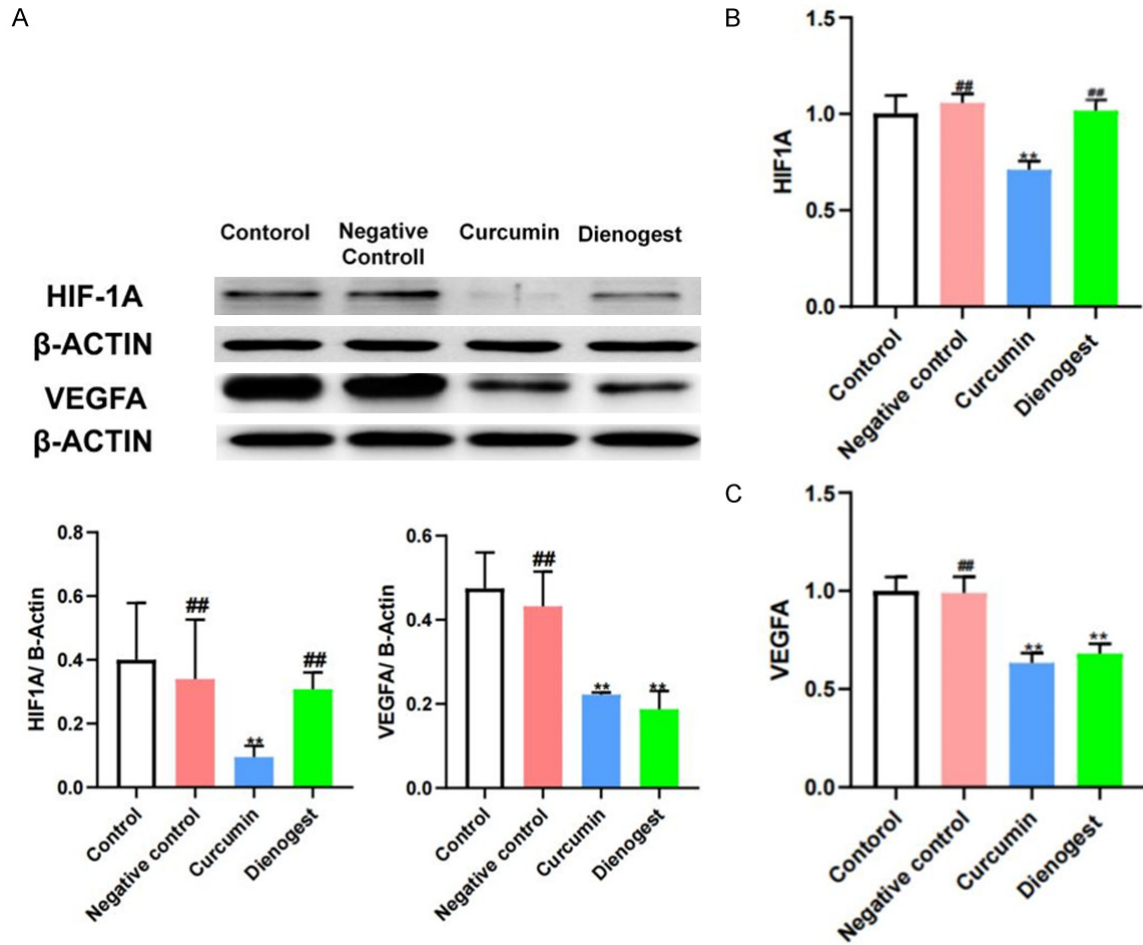 A
Contorol
Negative
Controll
Curcumin
Dienogest
HIF-1A
β-ACTIN
VEGFA
β-ACTIN
HIF1A/ B-Actin
0.8
0.6
0.4
0.2
0.0
##
**
##
Control
Negative control
Curcumin
Dienogest
VEGFA/ B-Actin
0.6
0.4
0.2
0.0
##
**
**
Control
Negative control
Curcumin
Dienogest
B
HIF1A
1.5
1.0
0.5
0.0
##
**
##
Contorol
Negative control
Curcumin
Dienogest
C
VEGFA
1.5
1.0
0.5
0.0
##
**
**
Contorol
Negative control
Curcumin
Dienogest